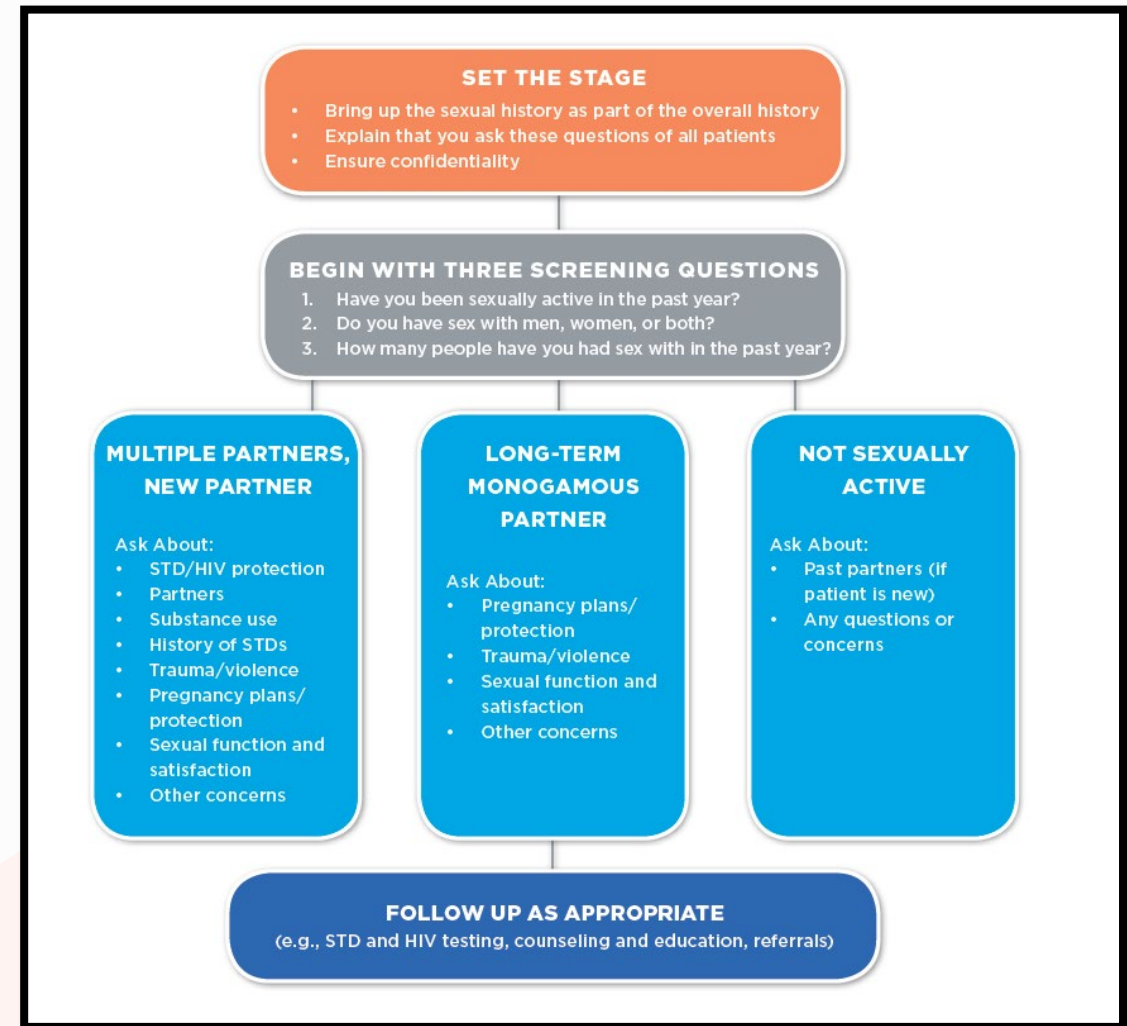 SET THE STAGE
• Bring up the sexual history as part of the overall history
• Explain that you ask these questions of all patients
• Ensure confidentiality
BEGIN WITH THREE SCREENING QUESTIONS
1. Have you been sexually active in the past year?
2. Do you have sex with men, women, or both?
3. How many people have you had sex with in the past year?
MULTIPLE PARTNERS,
NEW PARTNER
Ask About:
• STD/HIV protection
• Partners
• Substance use
• History of STDs
• Trauma/violence
• Pregnancy plans/
protection
• Sexual function and
satisfaction
• Other concerns
LONG-TERM
MONOGAMOUS
PARTNER
Ask About:
• Pregnancy plans/
protection
• Trauma/violence
• Sexual function and
satisfaction
• Other concerns
NOT SEXUALLY
ACTIVE
Ask About:
• Past partners (if
patient is new)
• Any questions or
concerns
FOLLOW UP AS APPROPRIATE
(e.g., STD and HIV testing, counseling and education, referrals)